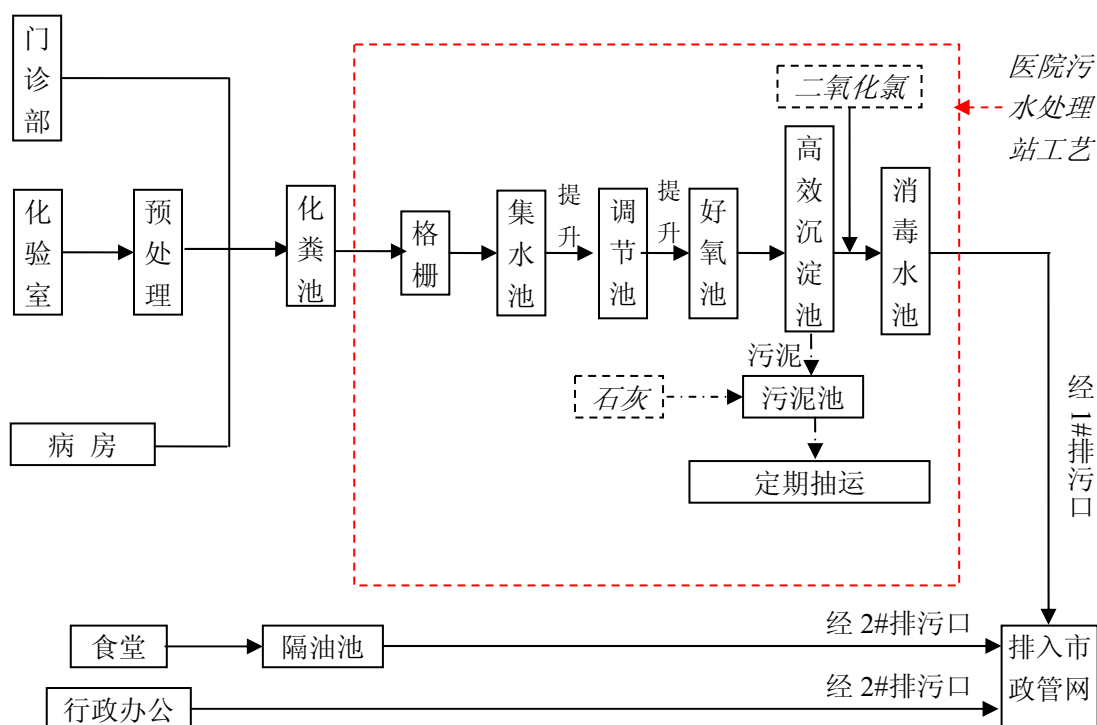 门诊部
二氧化氯
医院污
水处理
站工艺
化验室
预处理
化粪池
格栅
集水池
提升
调节池
提升
好氧池
高效沉淀池
消毒水池
污泥
石灰
污泥池
定期抽运
病 房
经 1#排污口
食堂
隔油池
经 2#排污口
排入市
政管网
行政办公
经 2#排污口